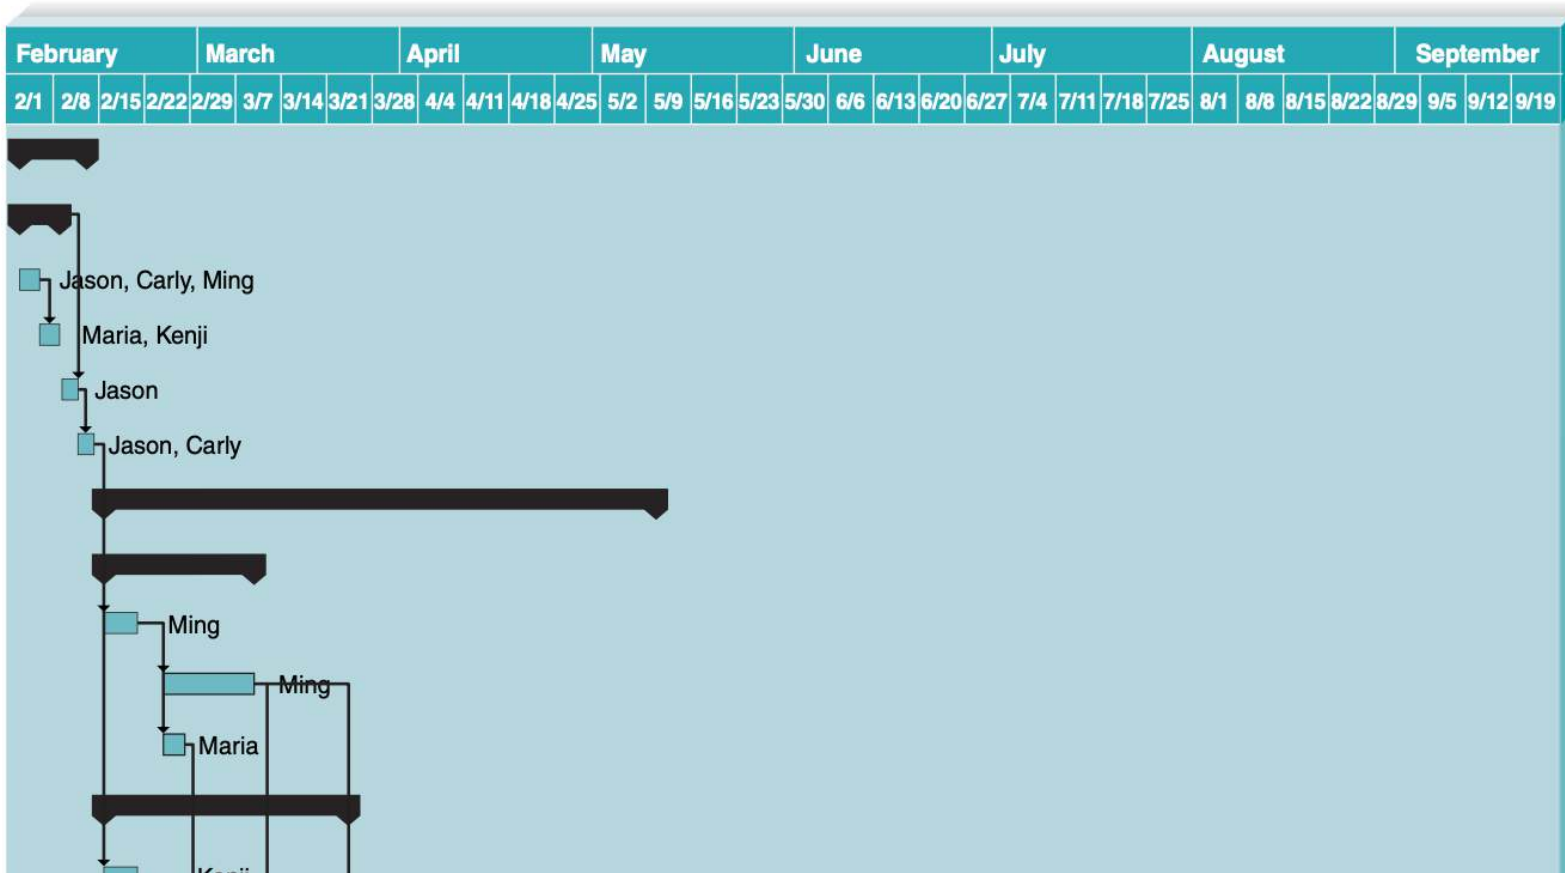 February March April May June July August September
2/1 2/8 2/15 2/22 2/29 3/7 3/14 3/21 3/28 4/4 4/11 4/18 4/25 5/2 5/9 5/16 5/23 5/30 6/6 6/13 6/20 6/27 7/4 7/11 7/18 7/25 8/1 8/8 8/15 8/22 8/29 9/5 9/12 9/19
Jason, Carly, Ming
Maria, Kenji
Jason
Jason, Carly
Ming
Ming
Maria
Kenji